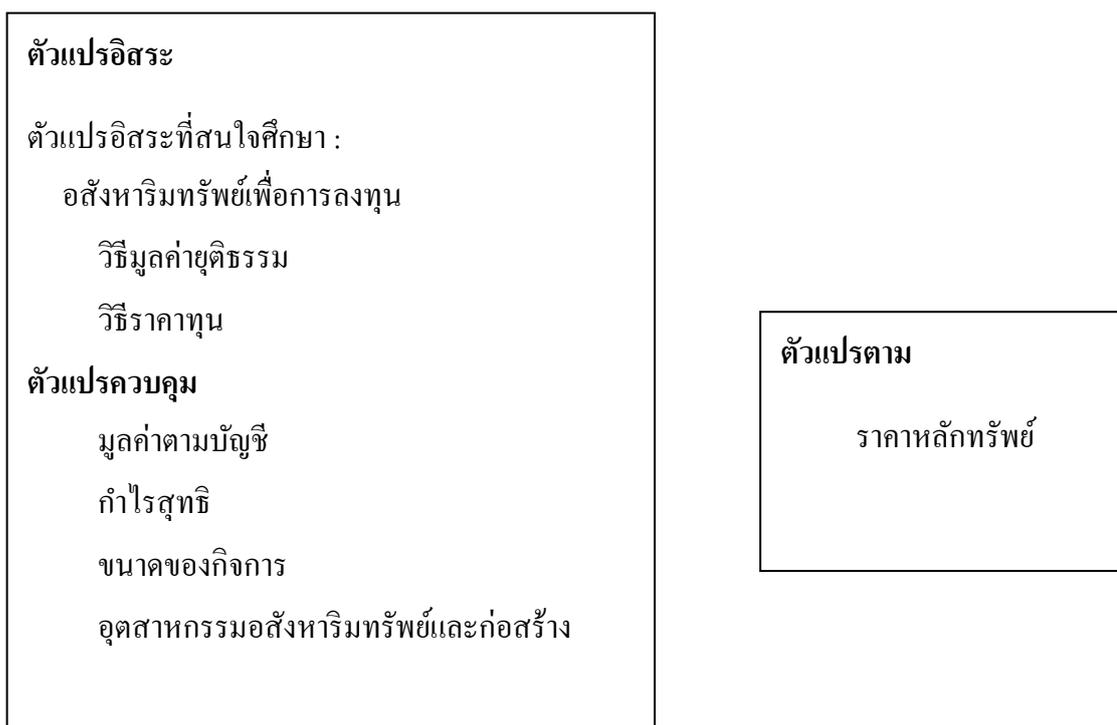 ตัวแปรอิสระ
ตัวแปรอิสระที่สนใจศึกษา :
อสังหาริมทรัพย์เพื่อการลงทุน
วิธีมูลค่ายุติธรรม
วิธีราคาทุน
ตัวแปรควบคุม
มูลค่าตามบัญชี
กำไรสุทธิ
ขนาดของกิจการ
อุตสาหกรรมอสังหาริมทรัพย์และก่อสร้าง
ตัวแปรตาม
ราคาหลักทรัพย์